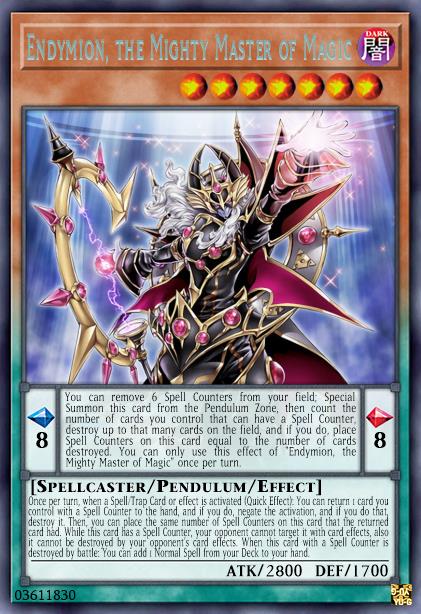 Endymion, the Mighty Master of Magic
DARK
闇
You can remove 6 Spell Counters from your field; Special
Summon this card from the Pendulum Zone, then count the
number of cards you control that can have a Spell Counter,
destroy up to that many cards on the field, and if you do, place
Spell Counters on this card equal to the number of cards
destroyed. You can only use this effect of "Endymion, the
Mighty Master of Magic" once per turn.
8
8
[SPELLCASTER/PENDULUM/EFFECT]
Once per turn, when a Spell/Trap Card or effect is activated (Quick Effect): You can return 1 card you
control with a Spell Counter to the hand, and if you do, negate the activation, and if you do that,
destroy it. Then, you can place the same number of Spell Counters on this card that the returned
card had. While this card has a Spell Counter, your opponent cannot target it with card effects, also
it cannot be destroyed by your opponent's card effects. When this card with a Spell Counter is
destroyed by battle: You can add 1 Normal Spell from your Deck to your hand.
ATK/2800 DEF/1700
03611830